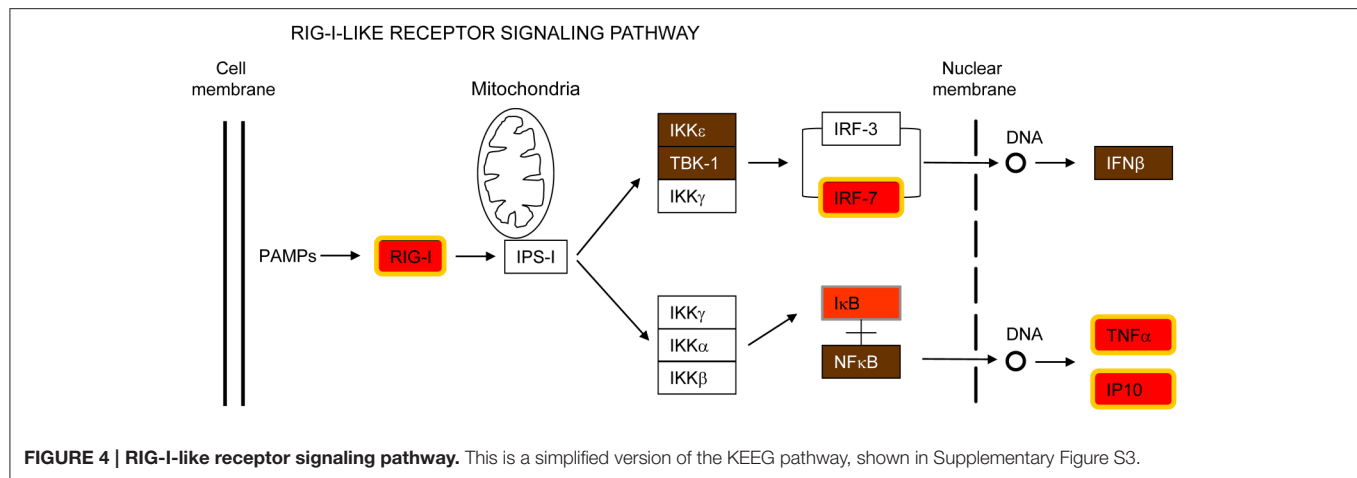 RIG-I-LIKE RECEPTOR SIGNALING PATHWAY
Cell
membrane
Mitochondria
Nuclear
membrane
IKKε
TBK-1
IKKγ
IRF-3
IRF-7
DNA
IFNβ
PAMPs
RIG-I
IPS-I
IKKγ
IKKα
IKKβ
IκB
NFκB
DNA
TNFα
IP10
FIGURE 4 | RIG-I-like receptor signaling pathway. This is a simplified version of the KEEG pathway, shown in Supplementary Figure S3.